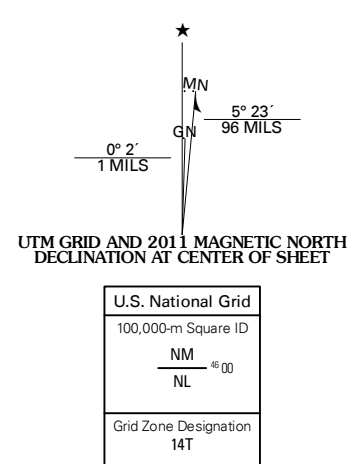 ★
MN
5° 23´
96 MILS
GN
0° 2´
1 MILS
UTM GRID AND 2011 MAGNETIC NORTH
DECLINATION AT CENTER OF SHEET
U.S. National Grid
100,000-m Square ID
NM
46 00
NL
Grid Zone Designation
14T